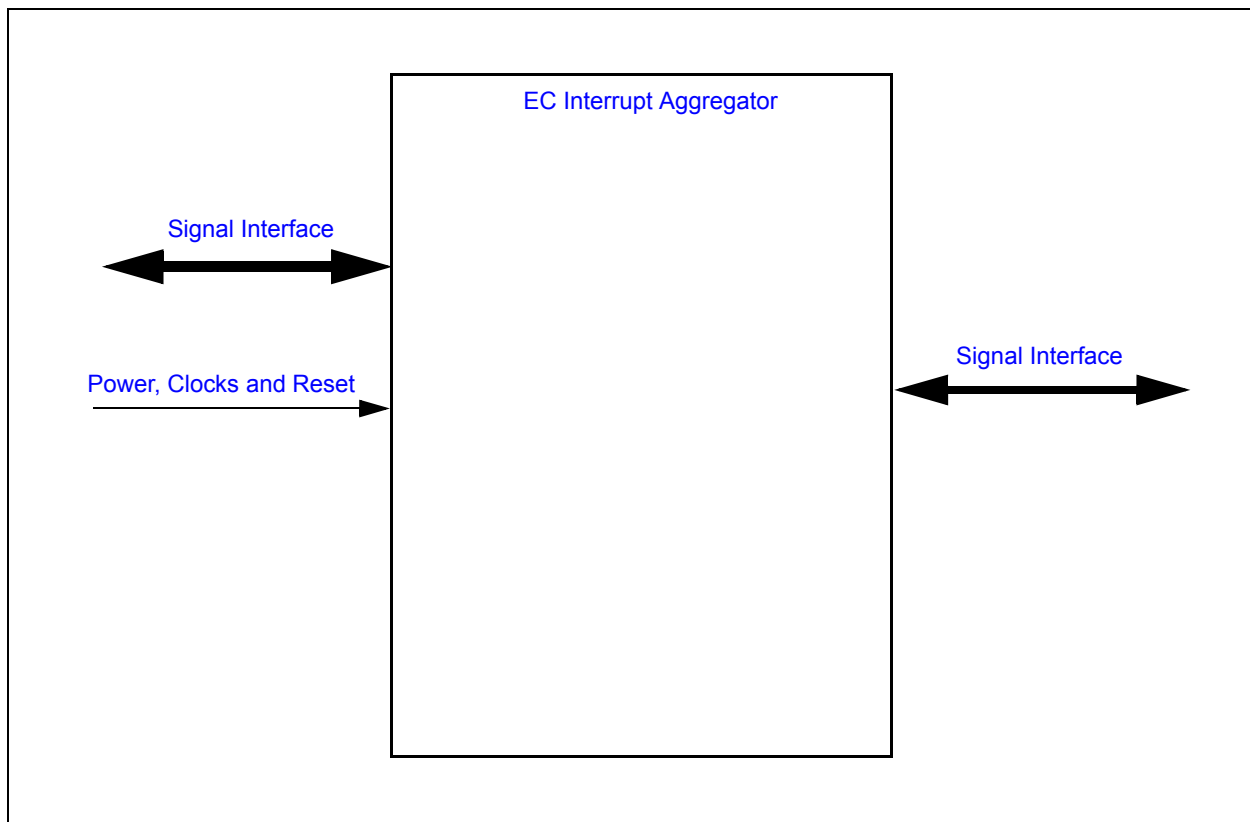 EC Interrupt Aggregator
Signal Interface
Power, Clocks and Reset
Signal Interface